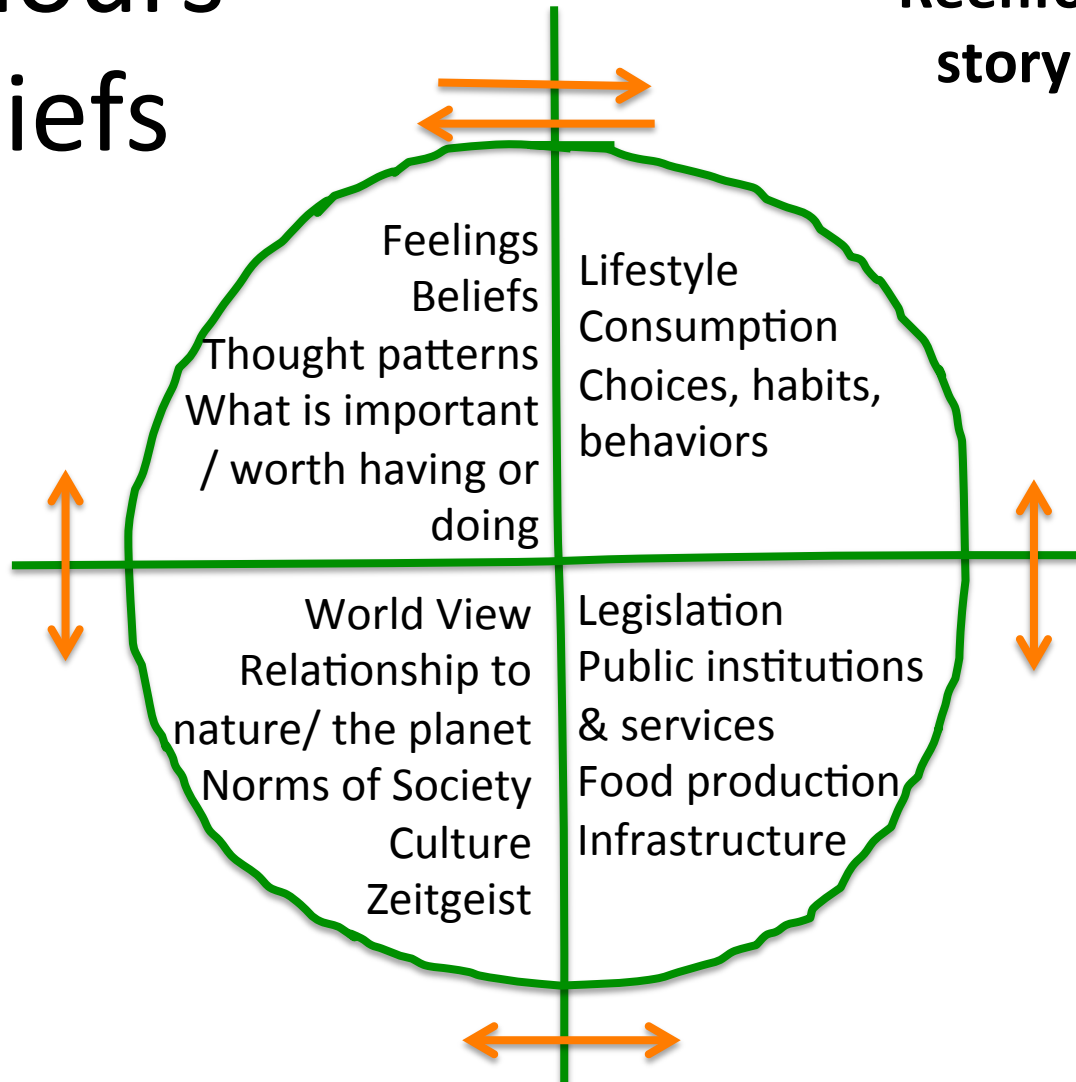 story
Feelings
Beliefs
Thought patterns
What is important
/ worth having or
doing
Lifestyle
Consumption
Choices, habits,
behaviors
World View
Relationship to
nature/ the planet
Norms of Society
Culture
Zeitgeist
Legislation
Public institutions
& services
Food production
Infrastructure